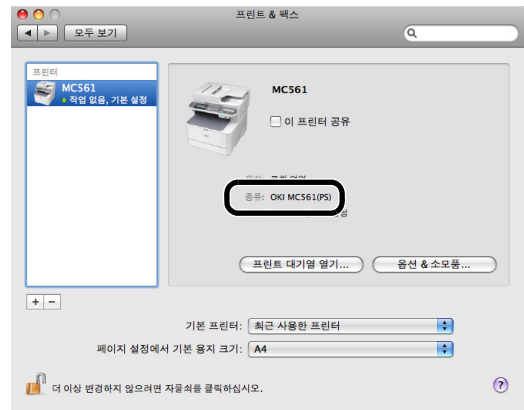 프린트 & 팩스
모두 보기
프린터
MC561
작업 없음, 기본 설정
MC561
이 프린터 공유
종류: OKI MC561(PS)
프린트 대기열 열기...
옵션 & 소모품...
+ −
기본 프린터: 최근 사용한 프린터
페이지 설정에서 기본 용지 크기: A4
더 이상 변경하지 않으려면 자물쇠를 클릭하십시오.
?